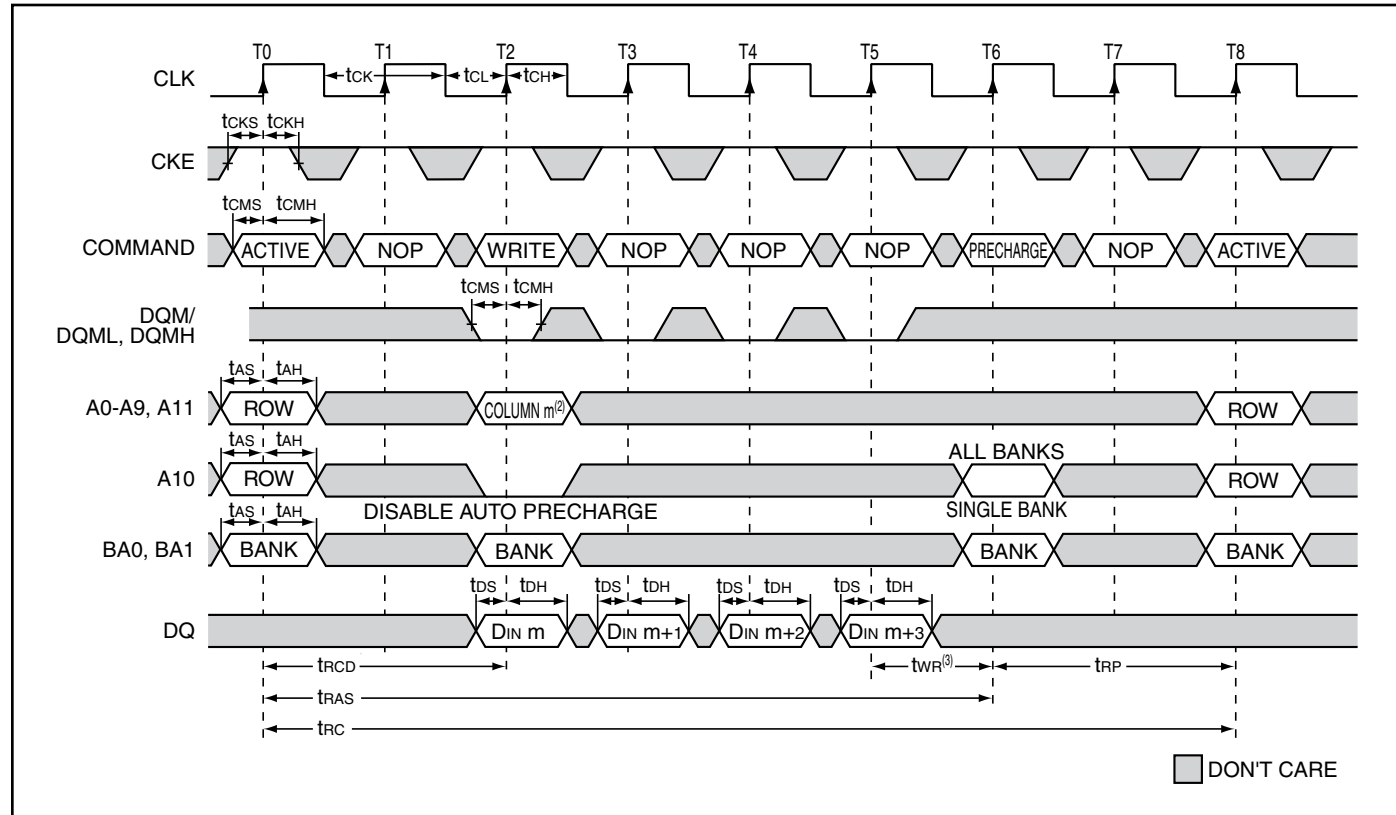 T0 T1 T2 T3 T4 T5 T6 T7 T8
CLK tCK tCL tCH
tCKS tCKH
CKE
tCMS tCMH
COMMAND ACTIVE NOP WRITE NOP NOP NOP PRECHARGE NOP ACTIVE
tCMS tCMH
DQM/
DQML, DQMH
tAS tAH
A0-A9, A11 ROW COLUMN m(2) ROW
tAS tAH ALL BANKS
A10 ROW ROW
tAS tAH DISABLE AUTO PRECHARGE SINGLE BANK
BA0, BA1 BANK BANK BANK BANK
tDS tDH tDS tDH tDS tDH tDS tDH
DQ DIN m DIN m+1 DIN m+2 DIN m+3
tRCD tWR(3) tRP
tRAS
tRC
DON'T CARE